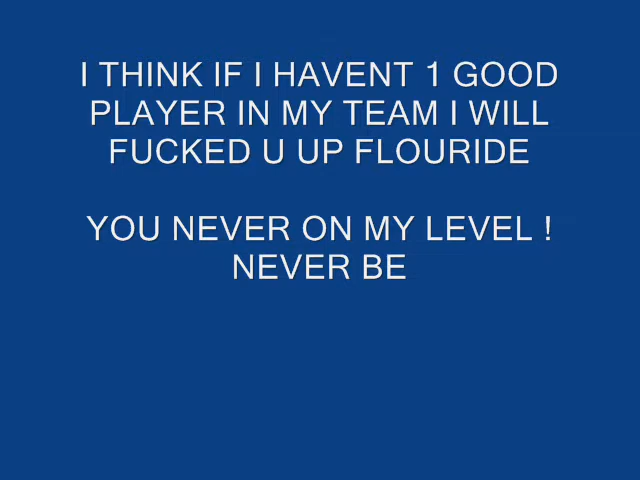 I THINK IF I HAVENT 1 GOOD
PLAYER IN MY TEAM I WILL
FUCKED U UP FLOURIDE
YOU NEVER ON MY LEVEL !
NEVER BE